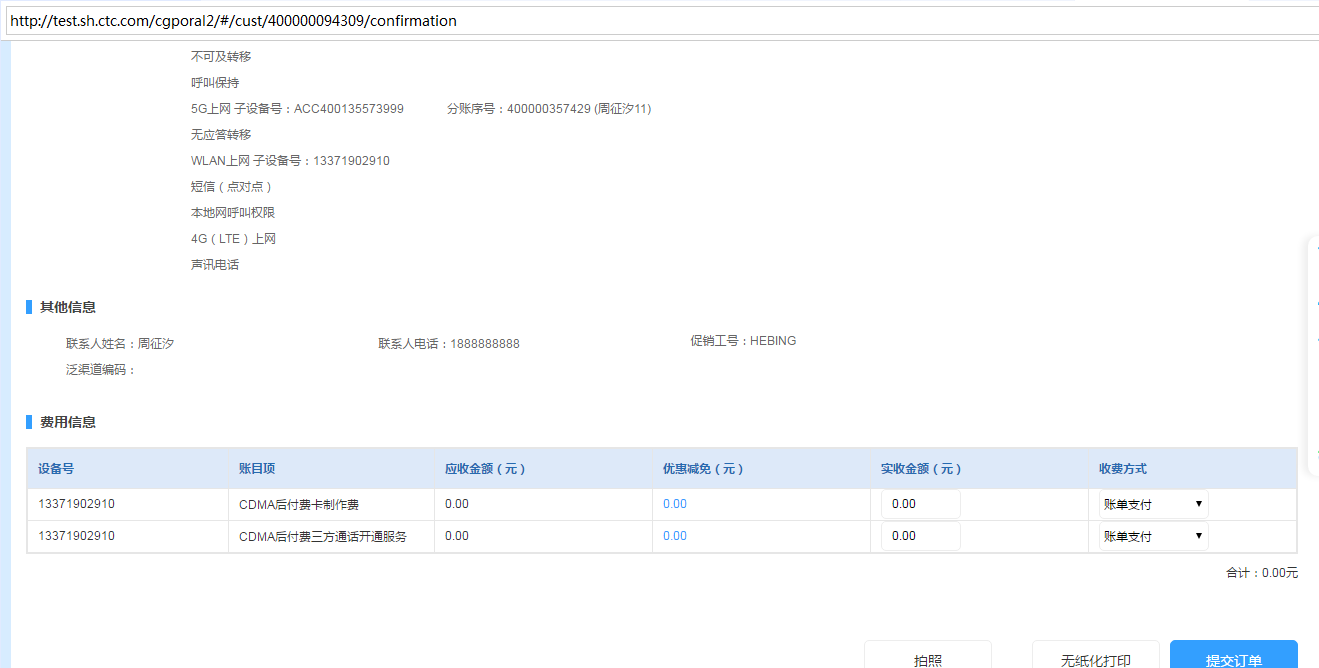 http://test.sh.ctc.com/cgporal2/#/cust/400000094309/confirmation
不可及转移
呼叫保持
5G上网 子设备号：ACC400135573999 分账序号：400000357429 (周征汐11)
无应答转移
WLAN上网 子设备号：13371902910
短信（点对点）
本地网呼叫权限
4G（LTE）上网
声讯电话
其他信息
联系人姓名：周征汐 联系人电话：1888888888 促销工号：HEBING
泛渠道编码：
费用信息
设备号 账目项 应收金额（元） 优惠减免（元） 实收金额（元） 收费方式
13371902910 CDMA后付费卡制作费 0.00 0.00 0.00 账单支付
13371902910 CDMA后付费三方通话开通服务 0.00 0.00 0.00 账单支付
合计：0.00元
拍照 无纸化打印 提交订单